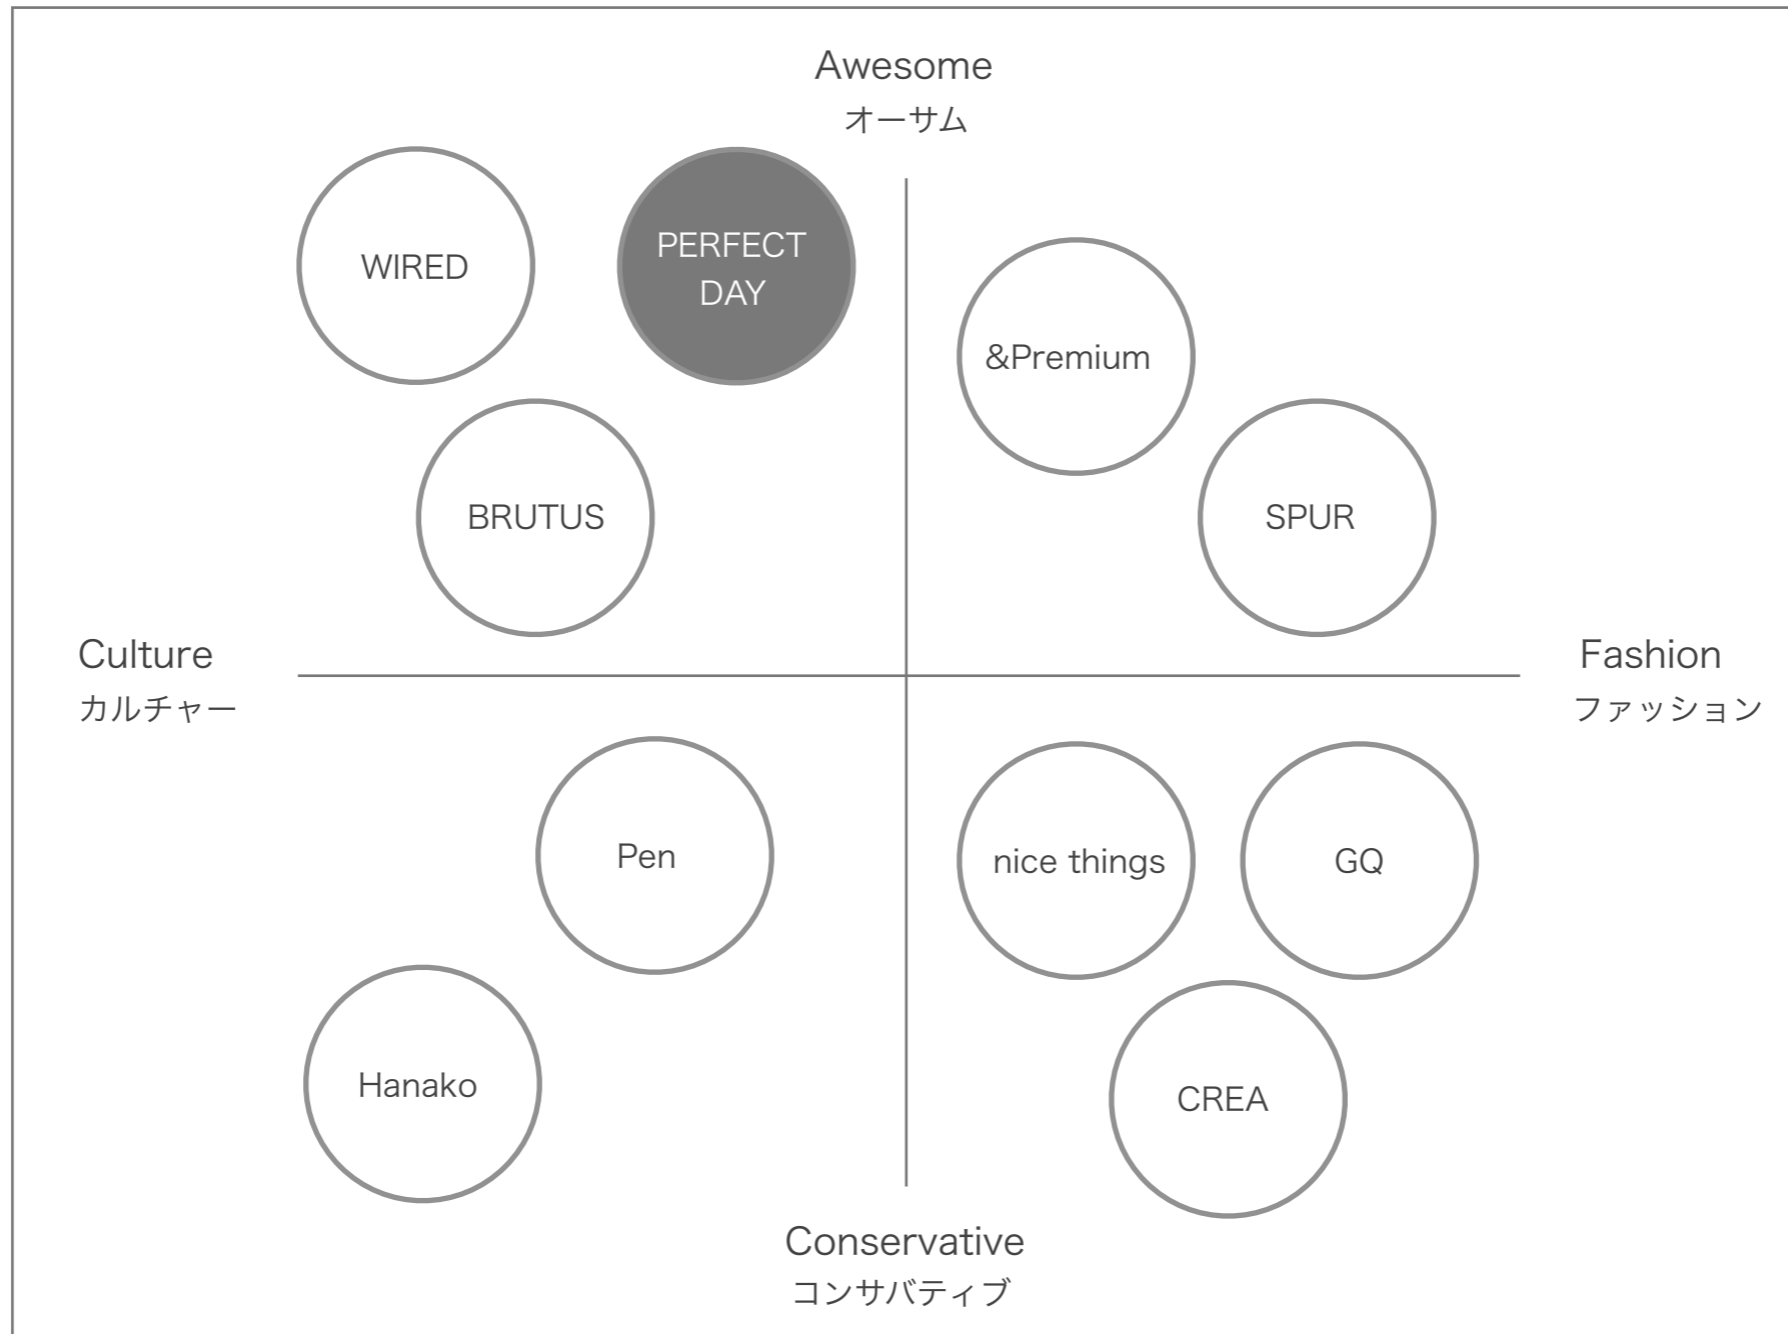 Awesome
オーサム
WIRED
PERFECT
DAY
&Premium
BRUTUS
SPUR
Culture
カルチャー
Fashion
ファッション
Pen
nice things
GQ
Hanako
CREA
Conservative
コンサバティブ